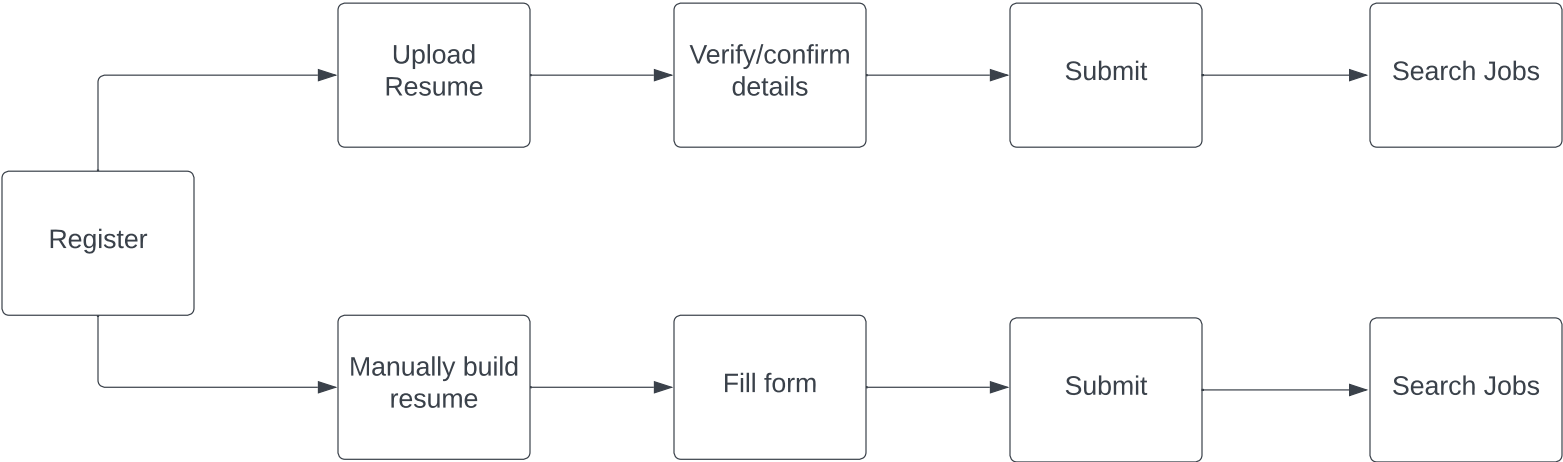 Upload
Resume
Verify/confirm
details
Submit
Search Jobs
Register
Manually build
resume
Fill form
Submit
Search Jobs